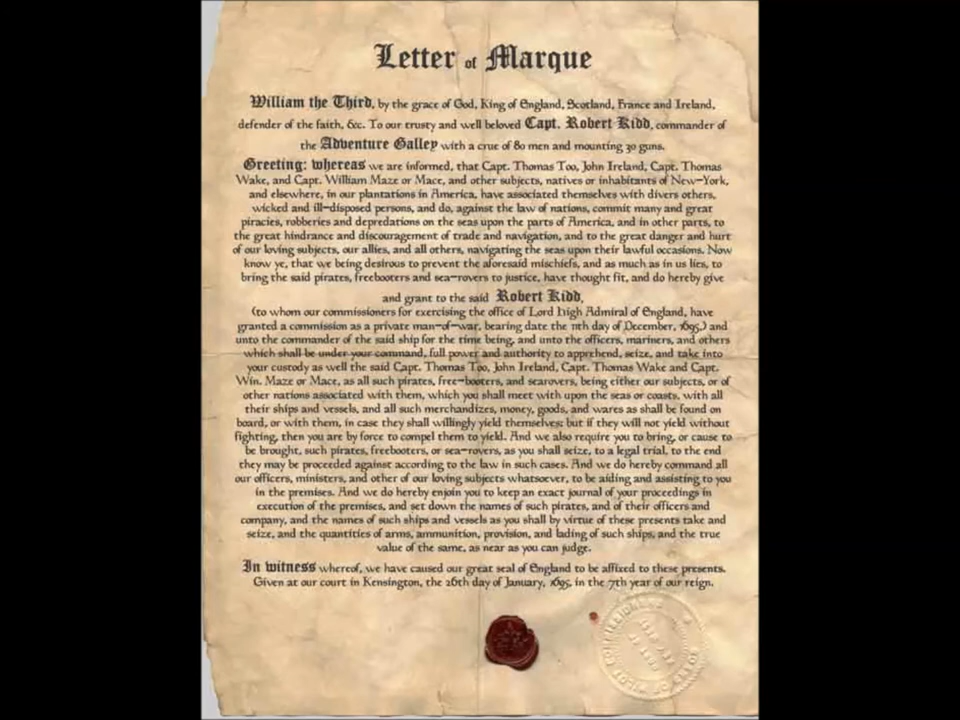 Letter of Marque
William the Third, by the grace of God, King of England, Scotland, France and Ireland,
defender of the faith, &c. To our trusty and well beloved Capt. Robert Kidd, commander of
the Adventure Galley with a crue of 80 men and mounting 30 guns.
Greeting: whereas we are informed, that Capt. Thomas Too, John Ireland, Capt. Thomas
Wake, and Capt. William Maze or Mace, and other subjects, natives or inhabitants of New-York,
and elsewhere, in our plantations in America, have associated themselves with divers others,
wicked and ill-disposed persons, and do, against the law of nations, commit many and great
piracies, robberies and depredations on the seas upon the parts of America, and in other parts, to
the great hindrance and discouragement of trade and navigation, and to the great danger and hurt
of our loving subjects, our allies, and all others, navigating the seas upon their lawful occasions. Now
know ye, that we being desirous to prevent the aforesaid mischiefs, and as much as in us lies, to
bring the said pirates, freebooters and sea-rovers to justice, have thought fit, and do hereby give
and grant to the said Robert Kidd,
(to whom our commissioners for exercising the office of Lord High Admiral of England, have
granted a commission as a private man-of-war, bearing date the 11th day of December, 1695,) and
unto the commander of the said ship for the time being, and unto the officers, mariners, and others
which shall be under your command, full power and authority to apprehend, seize, and take into
your custody as well the said Capt. Thomas Too, John Ireland, Capt. Thomas Wake and Capt.
Win. Maze or Mace, as all such pirates, free-booters, and searovers, being either our subjects, or of
other nations associated with them, which you shall meet with upon the seas or coasts, with all
their ships and vessels, and all such merchandizes, money, goods, and wares as shall be found on
board, or with them, in case they shall willingly yield themselves; but if they will not yield without
fighting, then you are by force to compel them to yield. And we also require you to bring, or cause to
be brought, such pirates, freebooters, or sea-rovers, as you shall seize, to a legal trial, to the end
they may be proceeded against according to the law in such cases. And we do hereby command all
our officers, ministers, and other of our loving subjects whatsoever, to be aiding and assisting to you
in the premises. And we do hereby enjoin you to keep an exact journal of your proceedings in
execution of the premises, and set down the names of such pirates, and of their officers and
company, and the names of such ships and vessels as you shall by virtue of these presents take and
seize, and the quantities of arms, ammunition, provision, and lading of such ships, and the true
value of the same, as near as you can judge.
In witness whereof, we have caused our great seal of England to be affixed to these presents.
Given at our court in Kensington, the 26th day of January, 1695, in the 7th year of our reign.